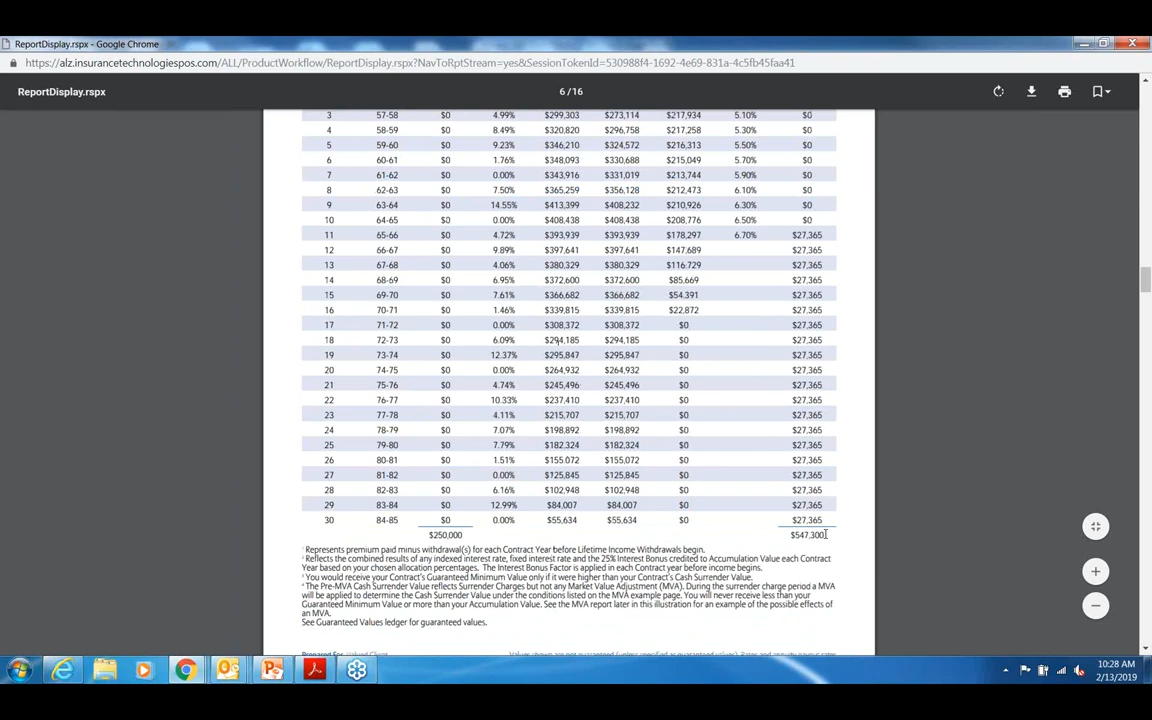 ReportDisplay.rspx - Google Chrome
https://alz.insurancetechnologiespos.com/ALL/ProductWorkflow/ReportDisplay.rspx?NavToRptStream=yes&SessionTokenId=530988f4-1692-4e69-831a-4c5fb45faa41
ReportDisplay.rspx 6 / 16
3 57-58 $0 4.99% $299,303 $273,114 $217,934 5.10% $0
4 58-59 $0 8.49% $320,820 $296,758 $217,258 5.30% $0
5 59-60 $0 9.23% $346,210 $324,572 $216,313 5.50% $0
6 60-61 $0 1.76% $348,093 $330,688 $215,049 5.70% $0
7 61-62 $0 0.00% $343,916 $331,019 $213,744 5.90% $0
8 62-63 $0 7.50% $365,259 $356,128 $212,473 6.10% $0
9 63-64 $0 14.55% $413,399 $408,232 $210,926 6.30% $0
10 64-65 $0 0.00% $408,438 $408,438 $208,776 6.50% $0
11 65-66 $0 4.72% $393,939 $393,939 $178,297 6.70% $27,365
12 66-67 $0 9.89% $397,641 $397,641 $147,689 $27,365
13 67-68 $0 4.06% $380,329 $380,329 $116,729 $27,365
14 68-69 $0 6.95% $372,600 $372,600 $85,669 $27,365
15 69-70 $0 7.61% $366,682 $366,682 $54,391 $27,365
16 70-71 $0 1.46% $339,815 $339,815 $22,872 $27,365
17 71-72 $0 0.00% $308,372 $308,372 $0 $27,365
18 72-73 $0 6.09% $294,185 $294,185 $0 $27,365
19 73-74 $0 12.37% $295,847 $295,847 $0 $27,365
20 74-75 $0 0.00% $264,932 $264,932 $0 $27,365
21 75-76 $0 4.74% $245,496 $245,496 $0 $27,365
22 76-77 $0 10.33% $237,410 $237,410 $0 $27,365
23 77-78 $0 4.11% $215,707 $215,707 $0 $27,365
24 78-79 $0 7.07% $198,892 $198,892 $0 $27,365
25 79-80 $0 7.79% $182,324 $182,324 $0 $27,365
26 80-81 $0 1.51% $155,072 $155,072 $0 $27,365
27 81-82 $0 0.00% $125,845 $125,845 $0 $27,365
28 82-83 $0 6.16% $102,948 $102,948 $0 $27,365
29 83-84 $0 12.99% $84,007 $84,007 $0 $27,365
30 84-85 $0 0.00% $55,634 $55,634 $0 $27,365
$250,000 $547,300
¹ Represents premium paid minus withdrawal(s) for each Contract Year before Lifetime Income Withdrawals begin.
² Reflects the combined results of any indexed interest rate, fixed interest rate and the 25% Interest Bonus credited to Accumulation Value each Contract
Year based on your chosen allocation percentages. The Interest Bonus Factor is applied in each Contract year before income begins.
³ You would receive your Contract's Guaranteed Minimum Value only if it were higher than your Contract's Cash Surrender Value.
⁴ The Pre-MVA Cash Surrender Value reflects Surrender Charges but not any Market Value Adjustment (MVA). During the surrender charge period a MVA
will be applied to determine the Cash Surrender Value under the conditions listed on the MVA example page. You will never receive less than your
Guaranteed Minimum Value or more than your Accumulation Value. See the MVA report later in this illustration for an example of the possible effects of
an MVA.
See Guaranteed Values ledger for guaranteed values.
10:28 AM
2/13/2019